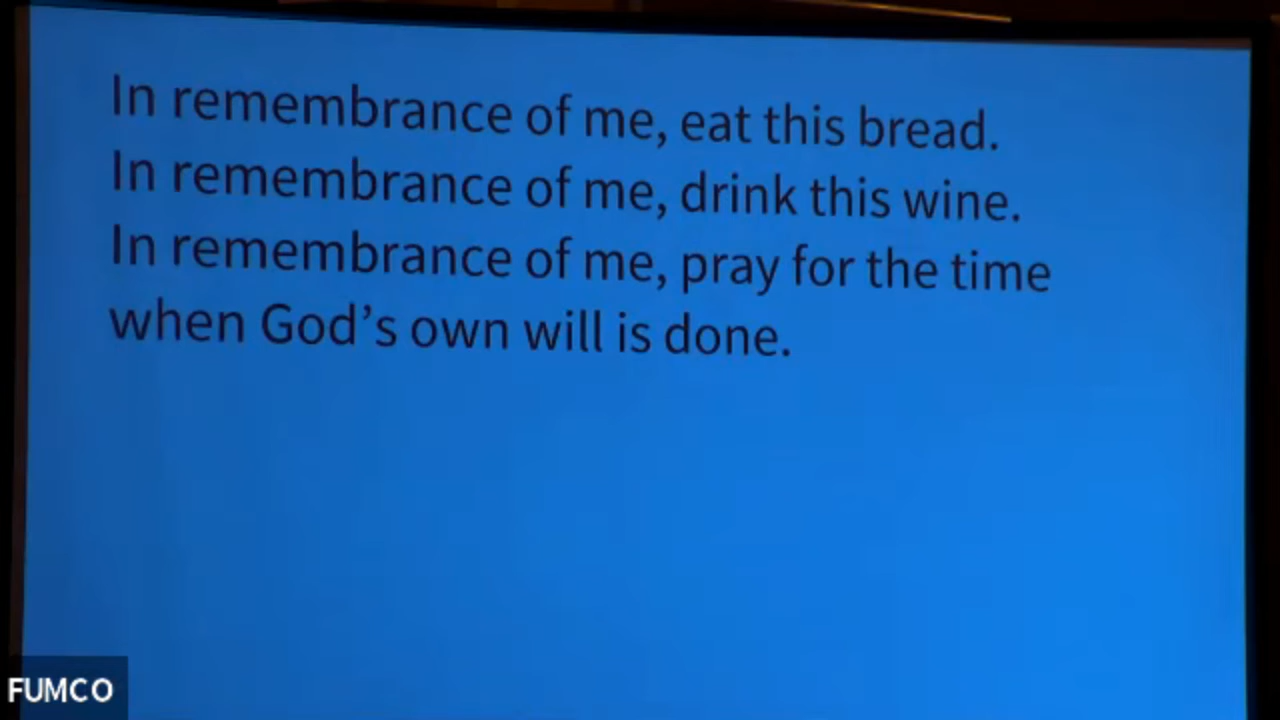 In remembrance of me, eat this bread.
In remembrance of me, drink this wine.
In remembrance of me, pray for the time
when God’s own will is done.
FUMCO